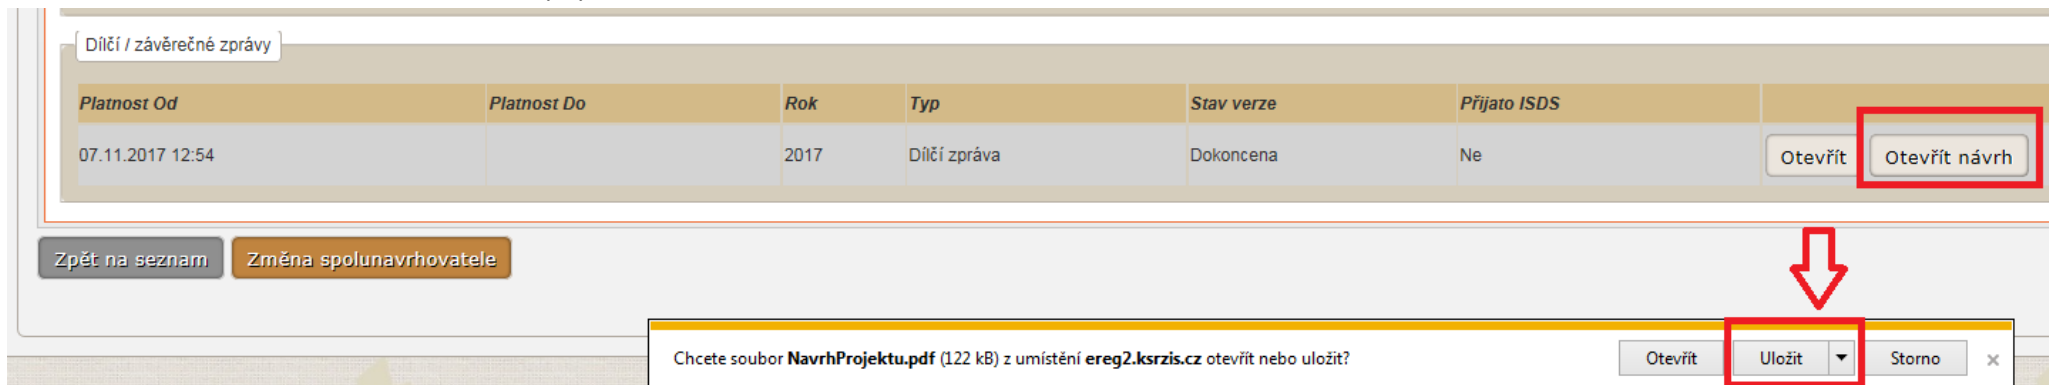 Dílčí / závěrečné zprávy
Platnost Od Platnost Do Rok Typ Stav verze Přijato ISDS
07.11.2017 12:54 2017 Dílčí zpráva Dokoncena Ne Otevřít Otevřít návrh
Zpět na seznam Změna spolunavrhovatele
Chcete soubor NavrhProjektu.pdf (122 kB) z umístění ereg2.ksrzis.cz otevřít nebo uložit? Otevřít Uložit Storno ×